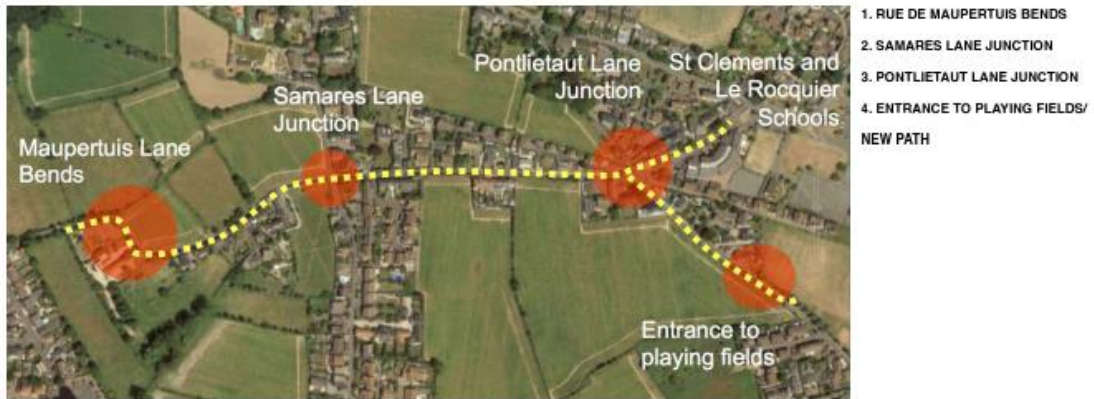 Maupertuis Lane
Bends
Samares Lane
Junction
Pontlietaut Lane
Junction
St Clements and
Le Rocquier
Schools
Entrance to
playing fields
1. RUE DE MAUPERTUIS BENDS
2. SAMARES LANE JUNCTION
3. PONTLIETAUT LANE JUNCTION
4. ENTRANCE TO PLAYING FIELDS/
NEW PATH